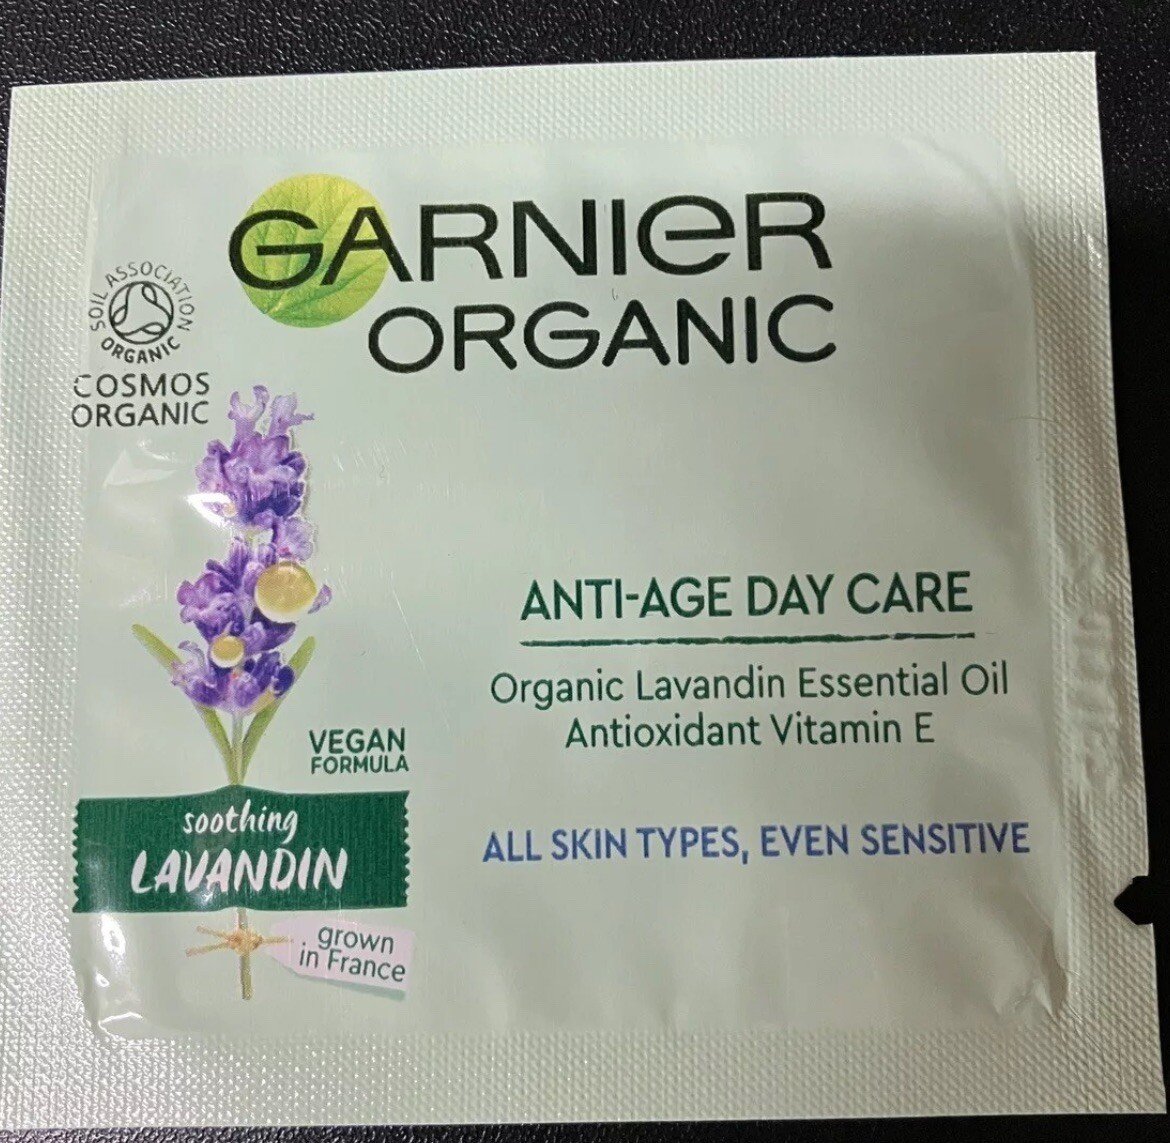 GARNIER
ORGANIC
SOIL ASSOCIATION
ORGANIC
COSMOS
ORGANIC
ANTI-AGE DAY CARE
Organic Lavandin Essential Oil
Antioxidant Vitamin E
VEGAN
FORMULA
soothing
LAVANDIN
ALL SKIN TYPES, EVEN SENSITIVE
grown
in France